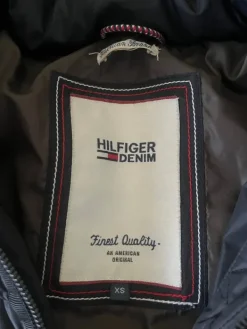 HILFIGER
DENIM
Finest Quality.
AN AMERICAN
ORIGINAL
XS